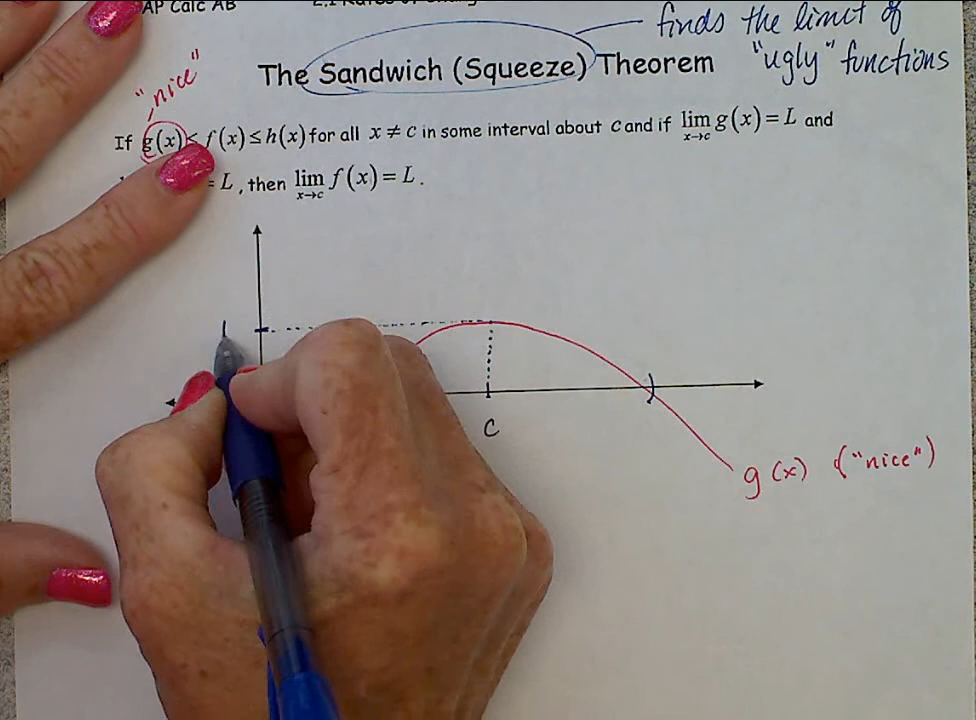 AP Calc AB
finds the limit of
The Sandwich (Squeeze) Theorem
"ugly" functions
"nice"
If g(x) ≤ f(x) ≤ h(x) for all x ≠ c in some interval about c and if lim x→c g(x) = L and
= L, then lim x→c f(x) = L.
C
g(x) ("nice")